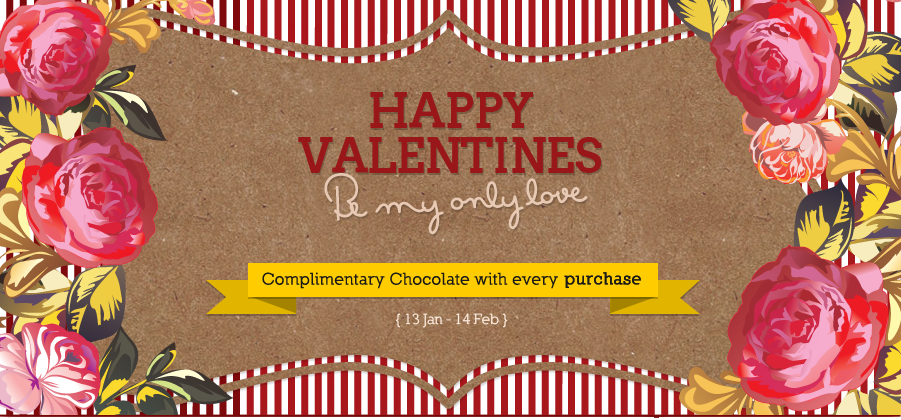 HAPPY
VALENTINES
Be my only love
Complimentary Chocolate with every purchase
{ 13 Jan - 14 Feb }